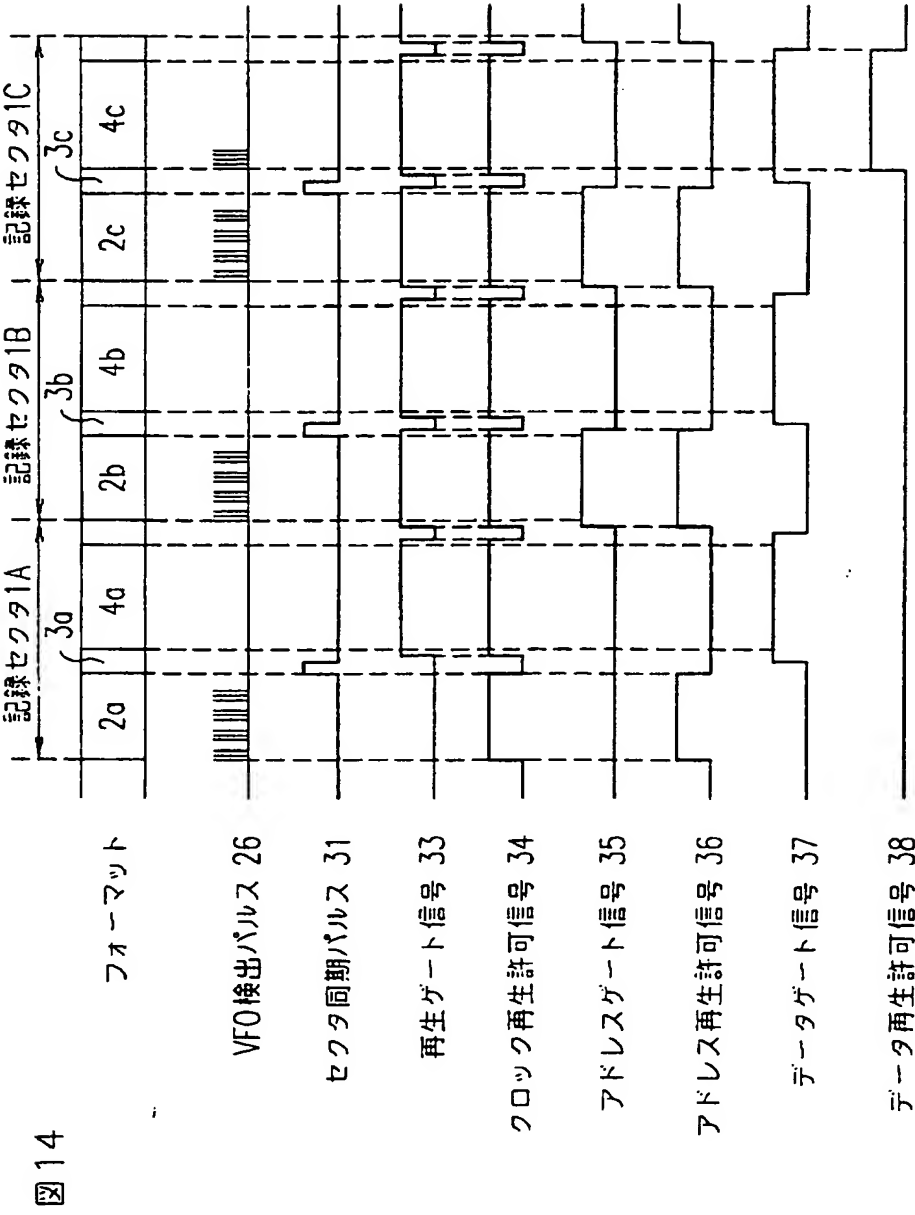 図14
記録セクタ1A
記録セクタ1B
記録セクタ1C
3a
3b
3c
フォーマット
2a
4a
2b
4b
2c
4c
VFO検出パルス 26
セクタ同期パルス 31
再生ゲート信号 33
クロック再生許可信号 34
アドレスゲート信号 35
アドレス再生許可信号 36
データゲート信号 37
データ再生許可信号 38